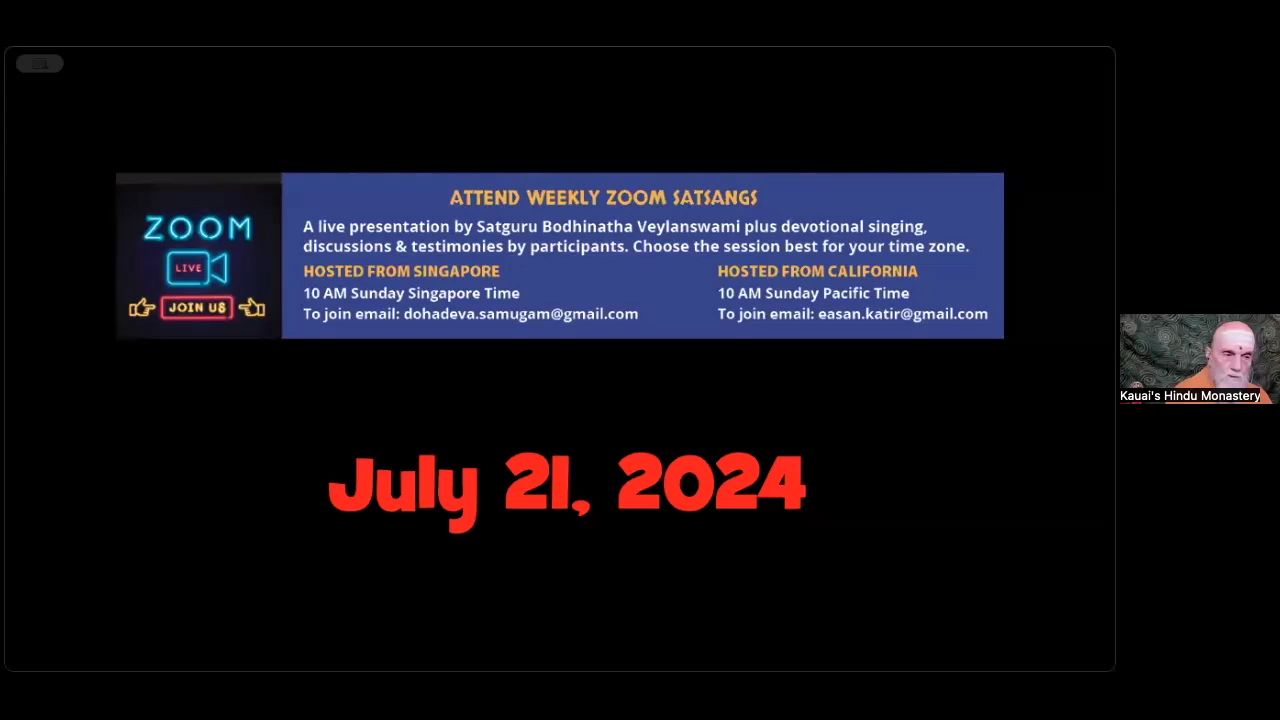 ZOOM
LIVE
JOIN US
ATTEND WEEKLY ZOOM SATSANGS
A live presentation by Satguru Bodhinatha Veylanswami plus devotional singing,
discussions & testimonies by participants. Choose the session best for your time zone.
HOSTED FROM SINGAPORE
10 AM Sunday Singapore Time
To join email: dohadeva.samugam@gmail.com
HOSTED FROM CALIFORNIA
10 AM Sunday Pacific Time
To join email: easan.katir@gmail.com
July 21, 2024
Kauai's Hindu Monastery